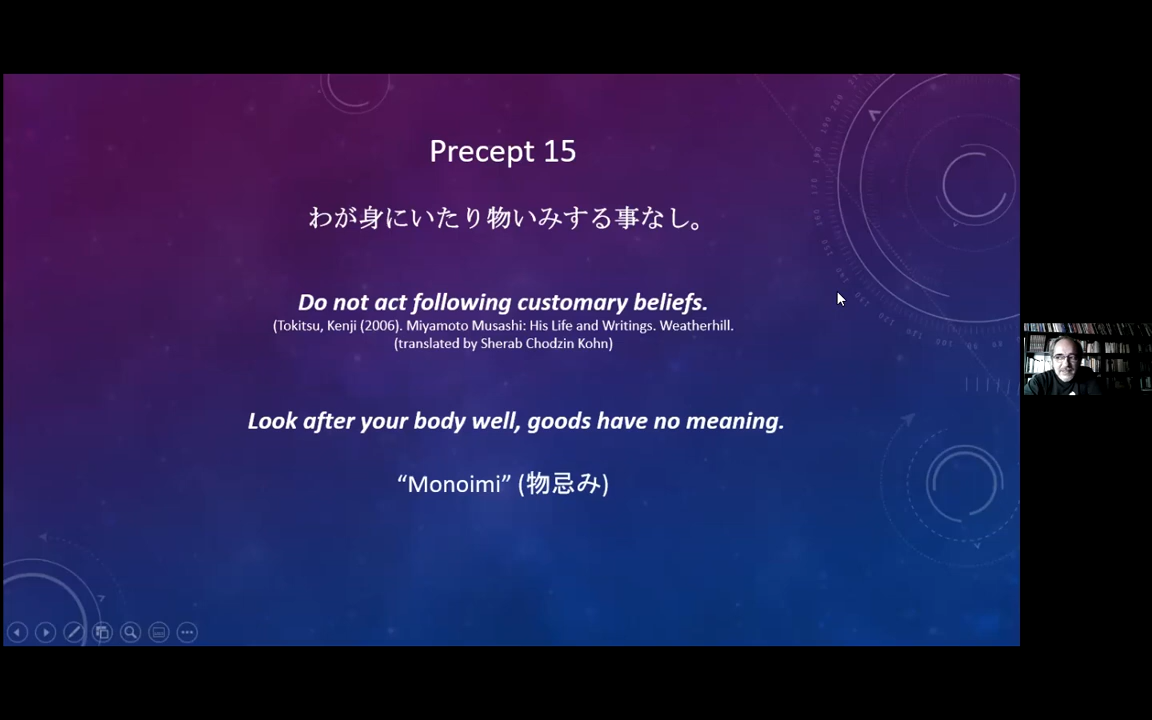 Precept 15
わが身にいたり物いみする事なし。
Do not act following customary beliefs.
(Tokitsu, Kenji (2006). Miyamoto Musashi: His Life and Writings. Weatherhill.
(translated by Sherab Chodzin Kohn)
Look after your body well, goods have no meaning.
“Monoimi” (物忌み)